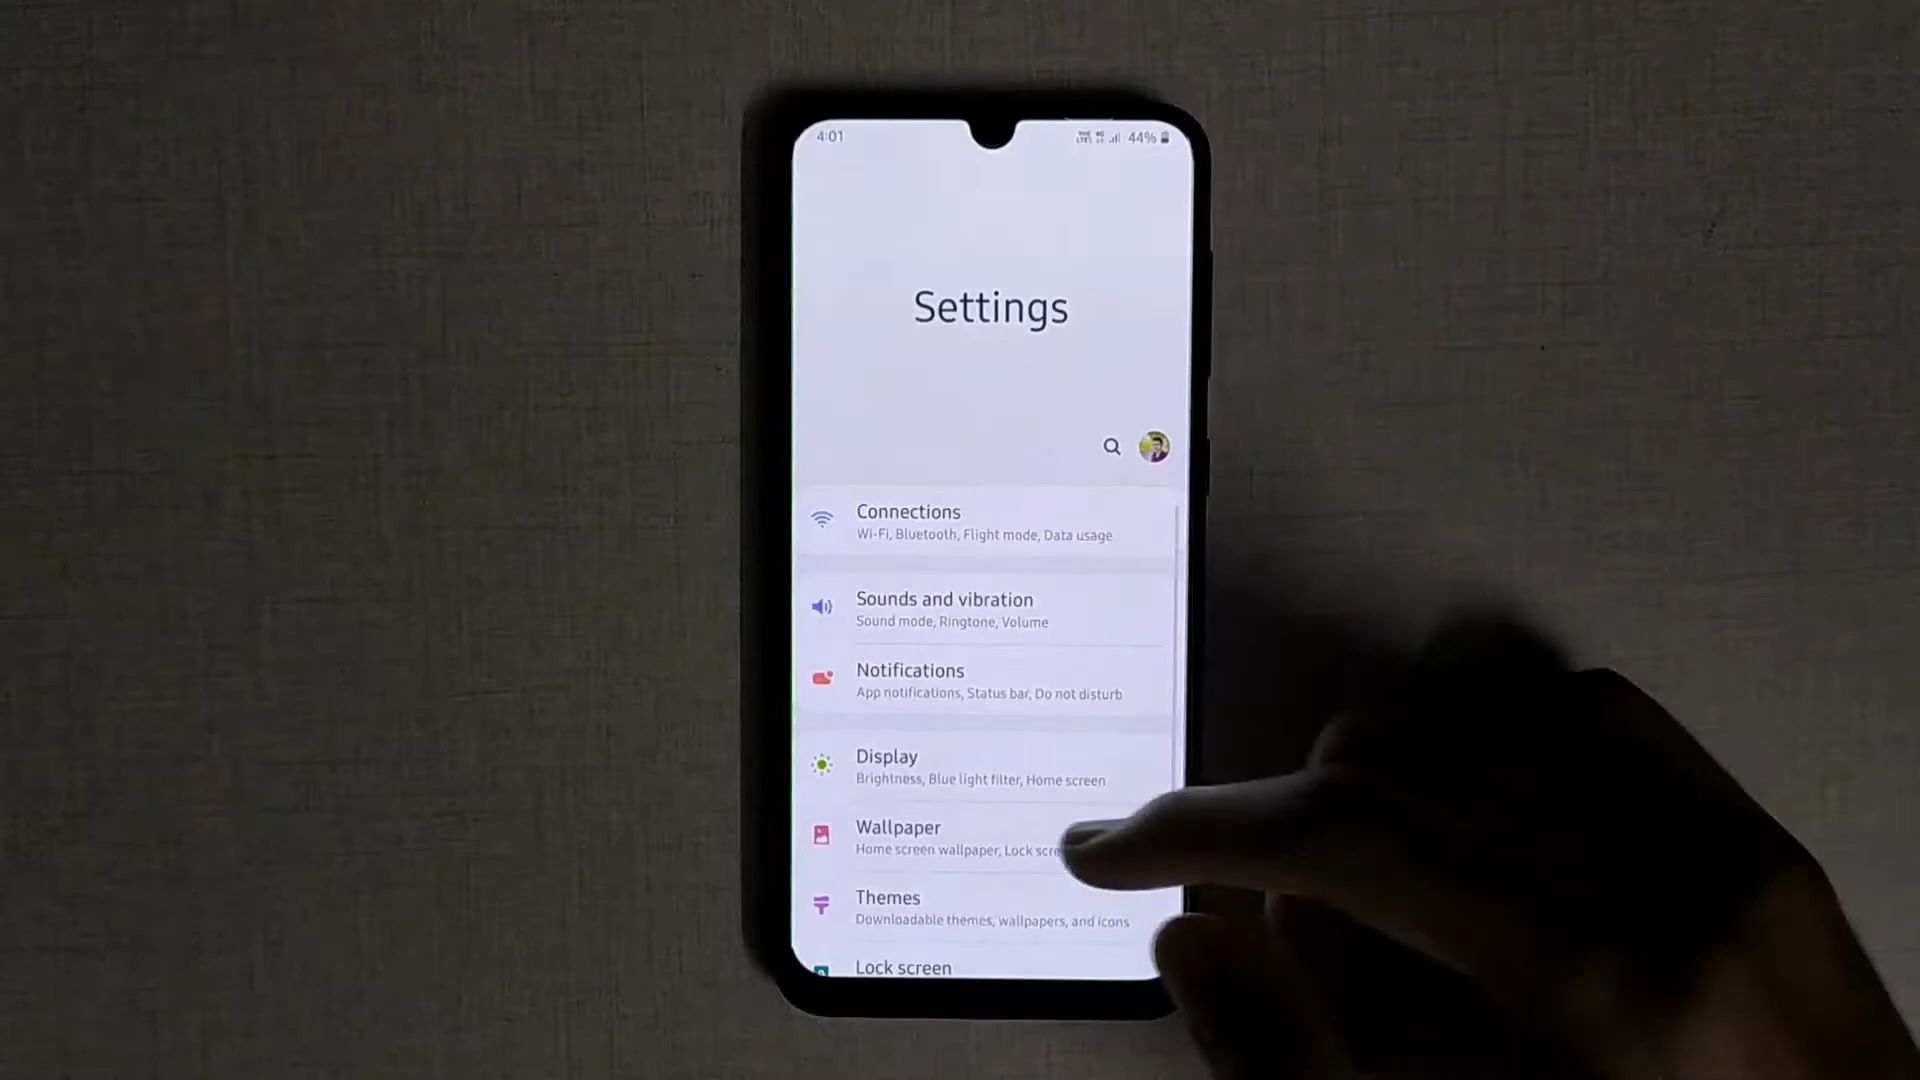 4:01
44%
Settings
Connections
Wi-Fi, Bluetooth, Flight mode, Data usage
Sounds and vibration
Sound mode, Ringtone, Volume
Notifications
App notifications, Status bar, Do not disturb
Display
Brightness, Blue light filter, Home screen
Wallpaper
Home screen wallpaper, Lock scre
Themes
Downloadable themes, wallpapers, and icons
Lock screen